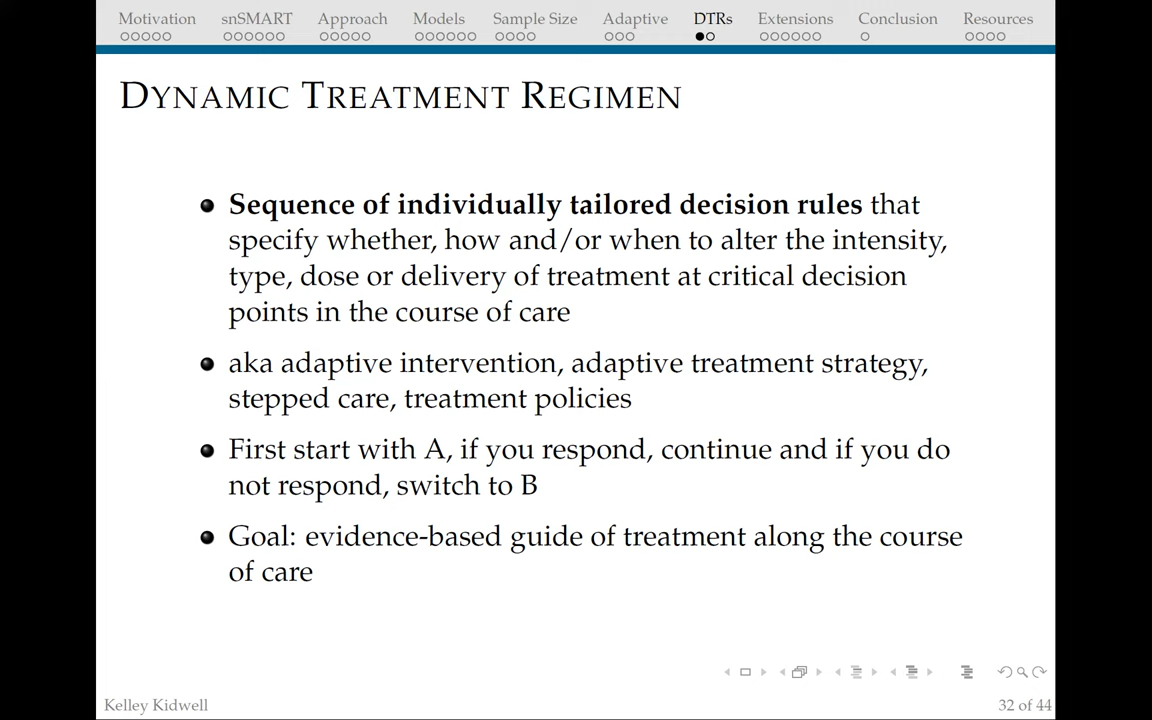 Motivation snSMART Approach Models Sample Size Adaptive DTRs Extensions Conclusion Resources
DYNAMIC TREATMENT REGIMEN
Sequence of individually tailored decision rules that
specify whether, how and/or when to alter the intensity,
type, dose or delivery of treatment at critical decision
points in the course of care
aka adaptive intervention, adaptive treatment strategy,
stepped care, treatment policies
First start with A, if you respond, continue and if you do
not respond, switch to B
Goal: evidence-based guide of treatment along the course
of care
Kelley Kidwell 32 of 44